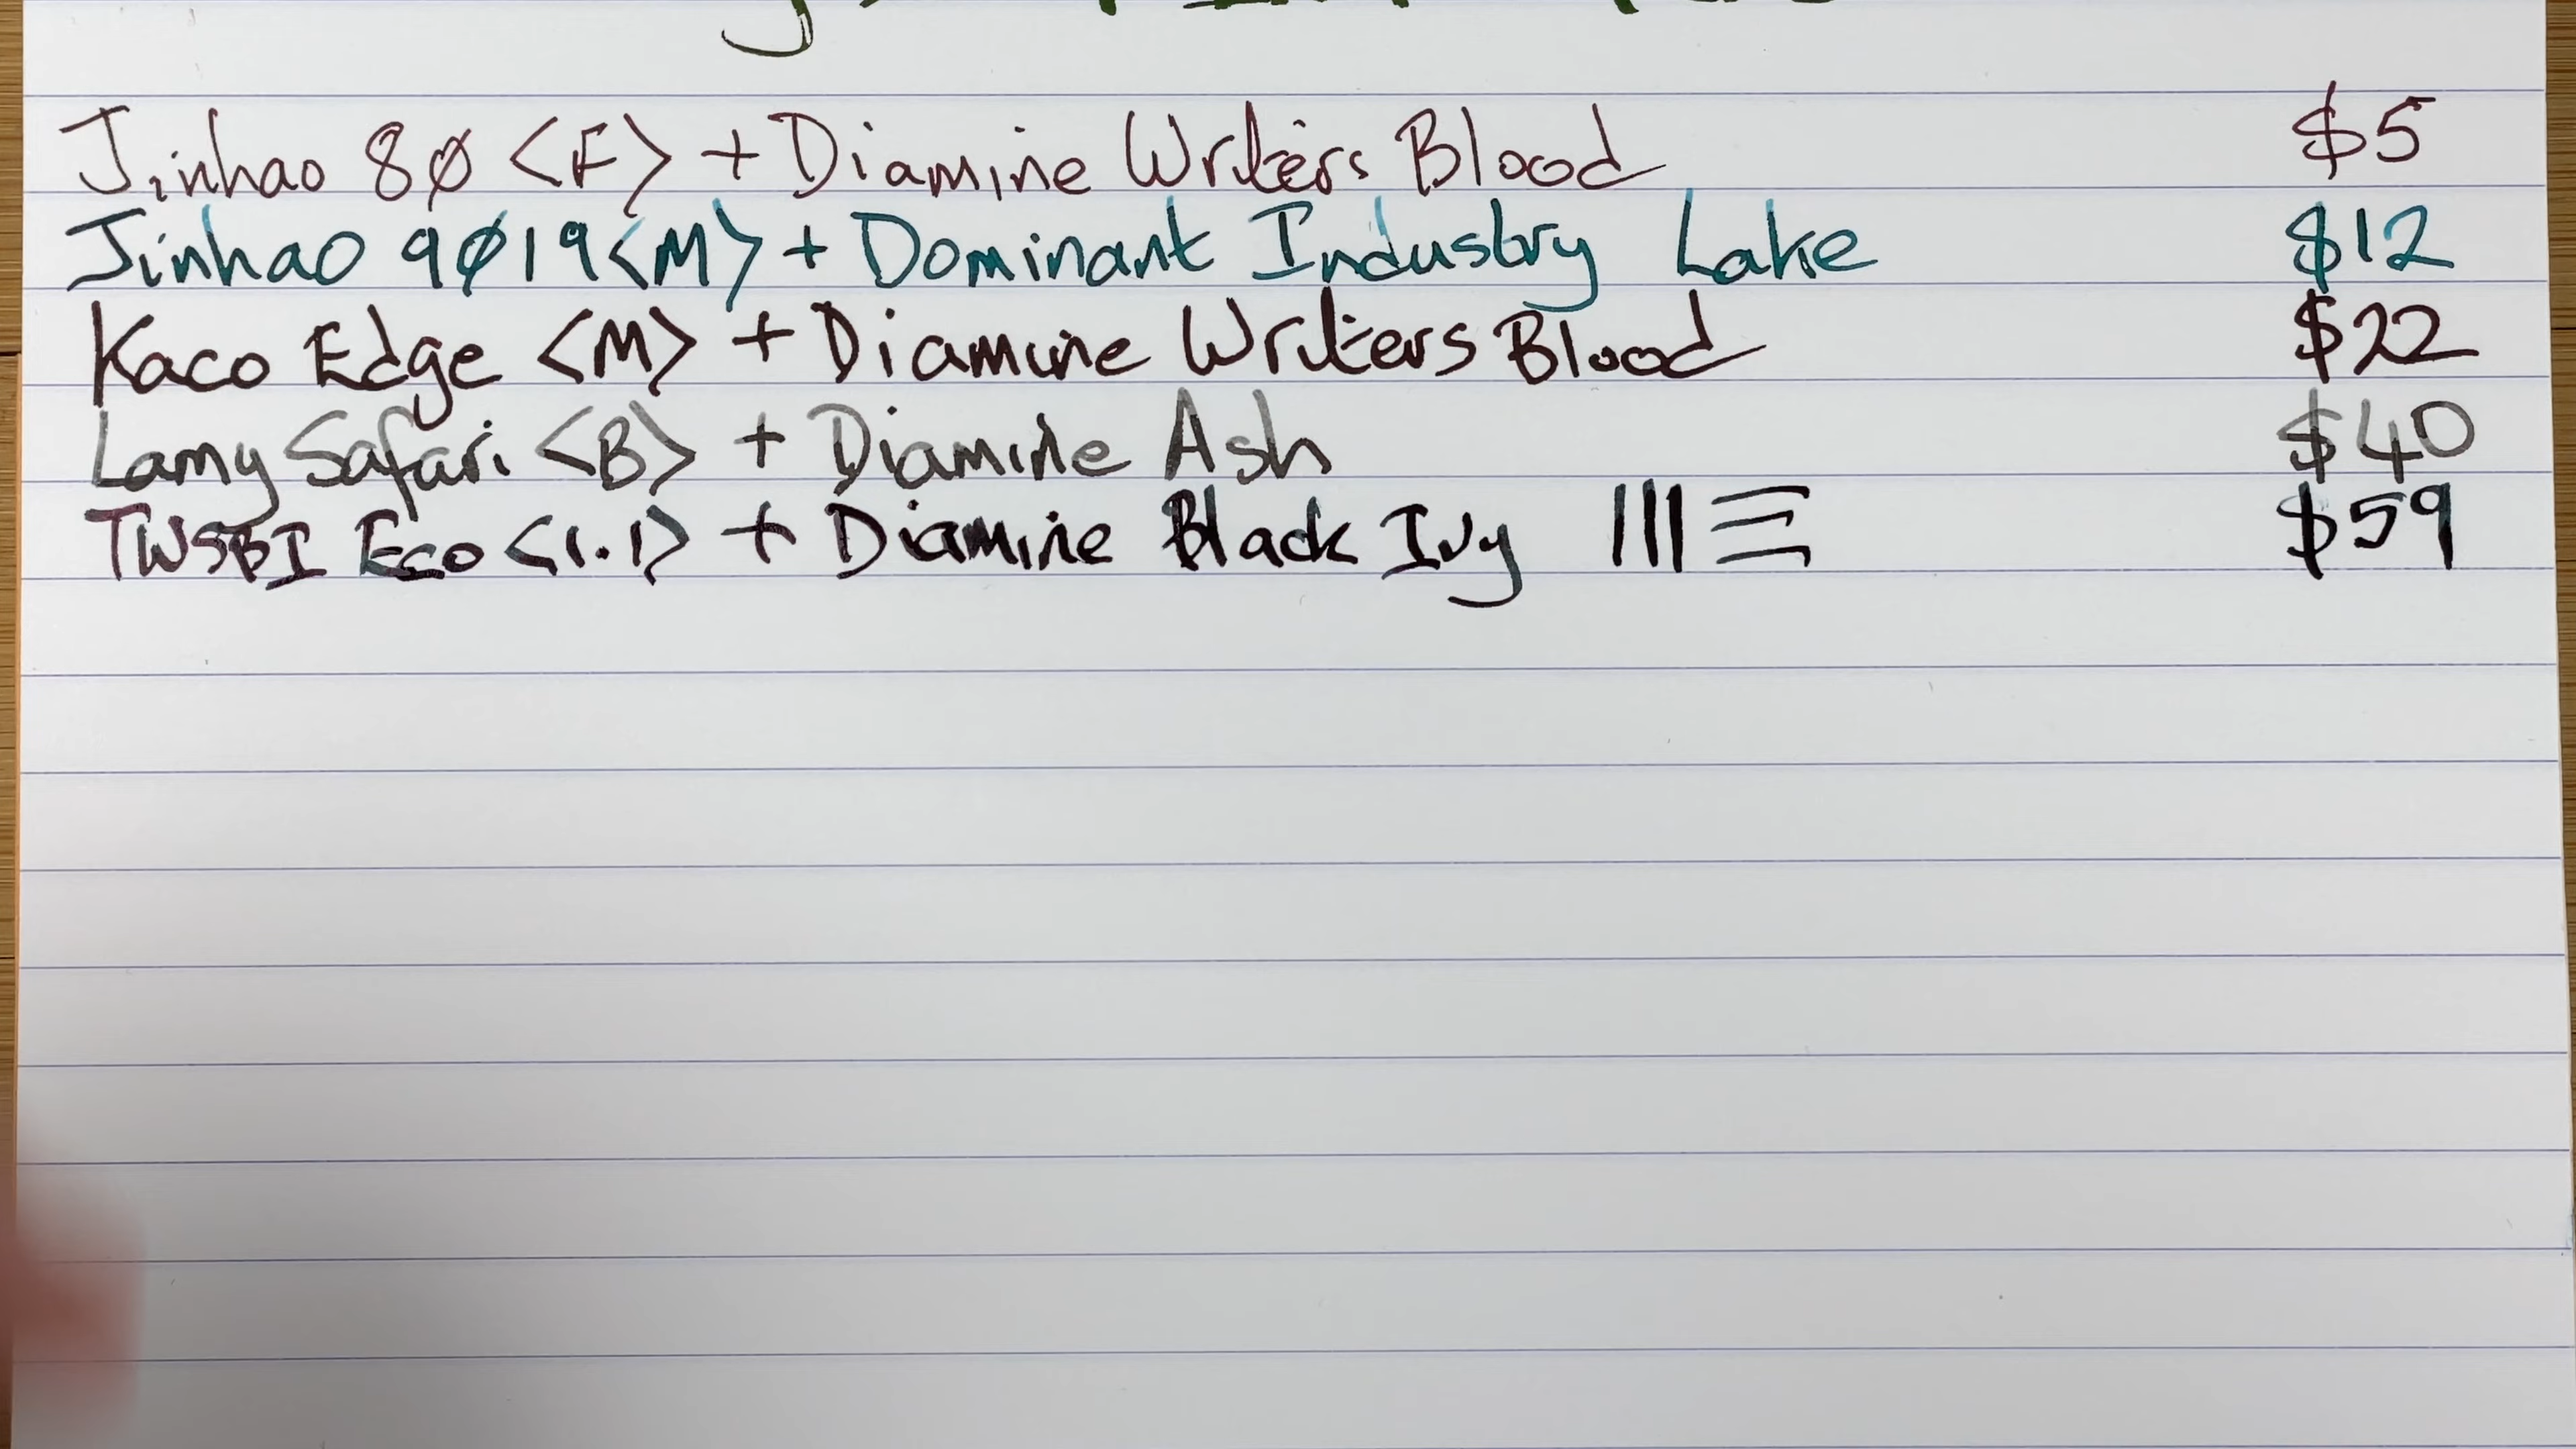 Jinhao 8Ø <F> + Diamine Writers Blood $5
Jinhao 9Ø19 <M> + Dominant Industry Lake $12
Kaco Edge <M> + Diamine Writers Blood $22
Lamy Safari <B> + Diamine Ash $40
TWSBI Eco <1.1> + Diamine Black Ivy $59